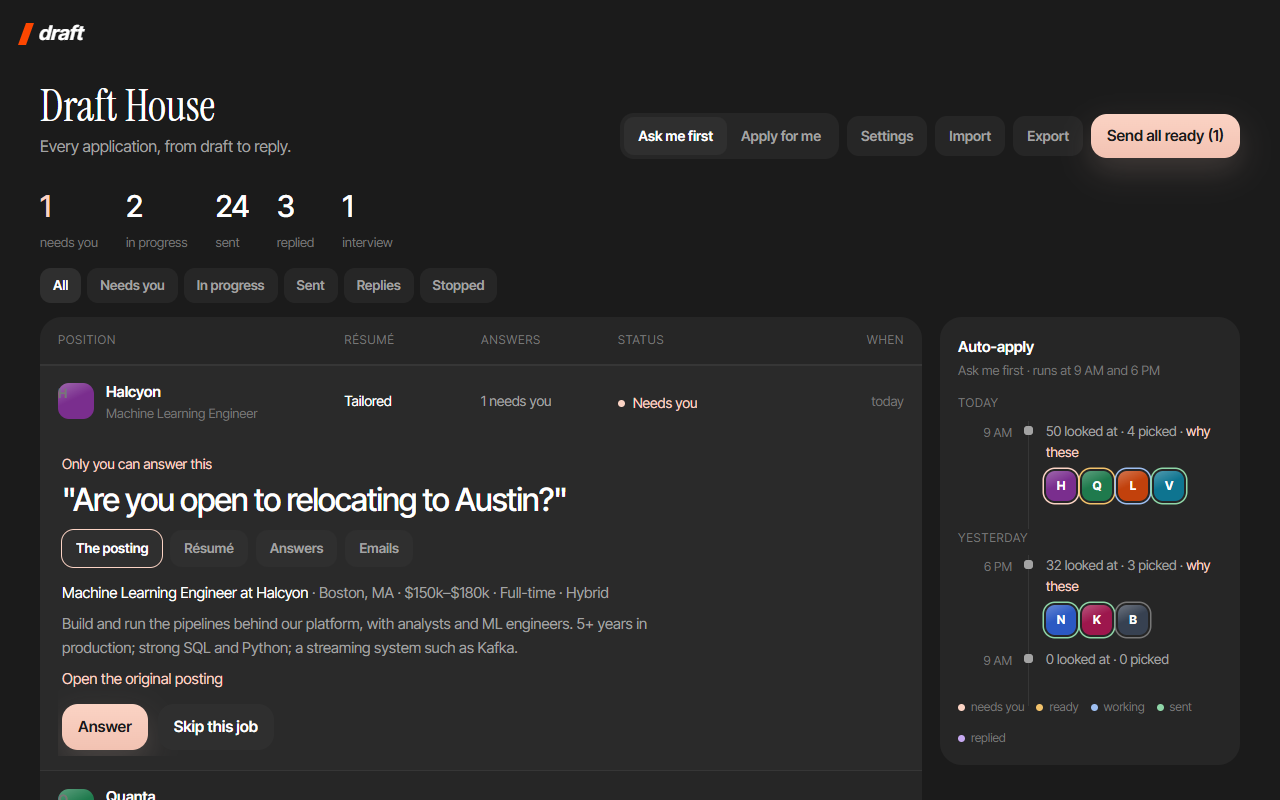 draft
Draft House
Every application, from draft to reply.
Ask me first
Apply for me
Settings
Import
Export
Send all ready (1)
1
needs you
2
in progress
24
sent
3
replied
1
interview
All
Needs you
In progress
Sent
Replies
Stopped
POSITION
RÉSUMÉ
ANSWERS
STATUS
WHEN
H
Halcyon
Machine Learning Engineer
Tailored
1 needs you
Needs you
today
Only you can answer this
"Are you open to relocating to Austin?"
The posting
Résumé
Answers
Emails
Machine Learning Engineer at Halcyon · Boston, MA · $150k–$180k · Full-time · Hybrid
Build and run the pipelines behind our platform, with analysts and ML engineers. 5+ years in
production; strong SQL and Python; a streaming system such as Kafka.
Open the original posting
Answer
Skip this job
Quanta
Auto-apply
Ask me first · runs at 9 AM and 6 PM
TODAY
9 AM
50 looked at · 4 picked · why
these
H Q L V
YESTERDAY
6 PM
32 looked at · 3 picked · why
these
N K B
9 AM
0 looked at · 0 picked
needs you
ready
working
sent
replied